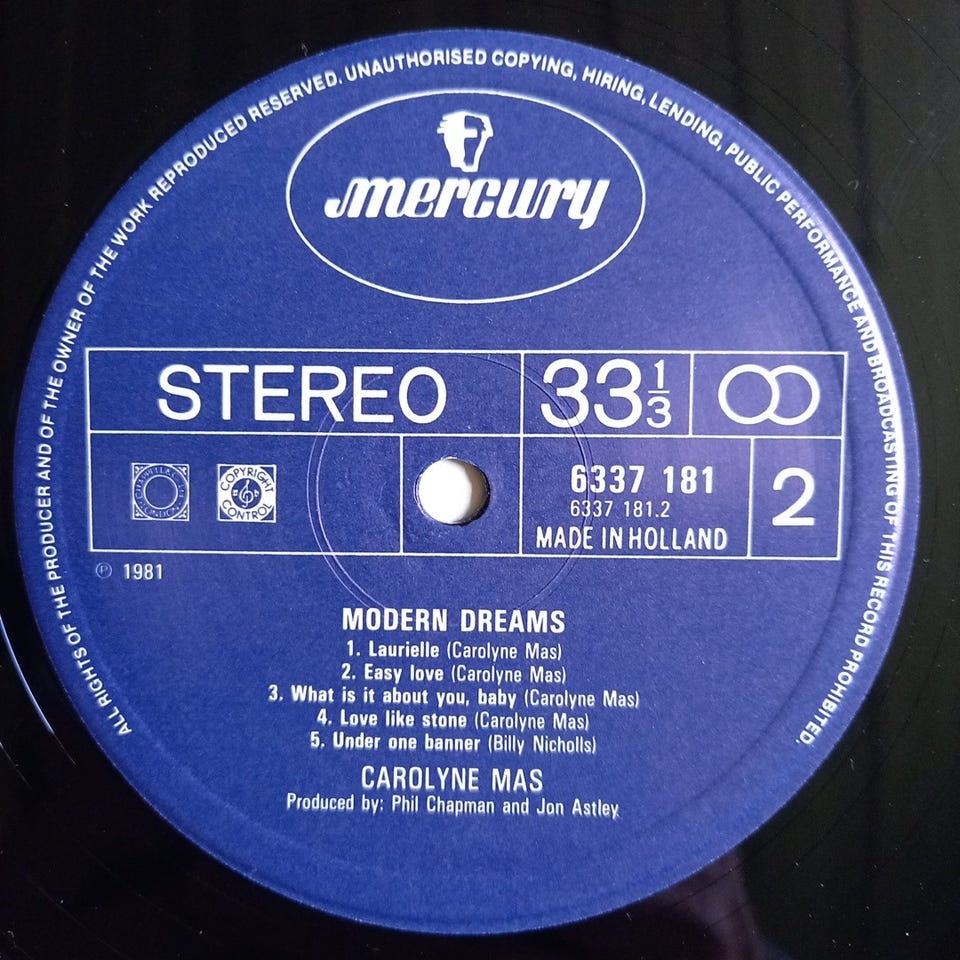 ALL RIGHTS OF THE PRODUCER AND OF THE OWNER OF THE WORK REPRODUCED RESERVED. UNAUTHORISED COPYING, HIRING, LENDING, PUBLIC PERFORMANCE AND BROADCASTING OF THIS RECORD PROHIBITED.
mercury
STEREO
33 1/3
COPYRIGHT CONTROL
6337 181
6337 181.2
MADE IN HOLLAND
2
℗ 1981
MODERN DREAMS
1. Laurielle (Carolyne Mas)
2. Easy love (Carolyne Mas)
3. What is it about you, baby (Carolyne Mas)
4. Love like stone (Carolyne Mas)
5. Under one banner (Billy Nicholls)
CAROLYNE MAS
Produced by: Phil Chapman and Jon Astley